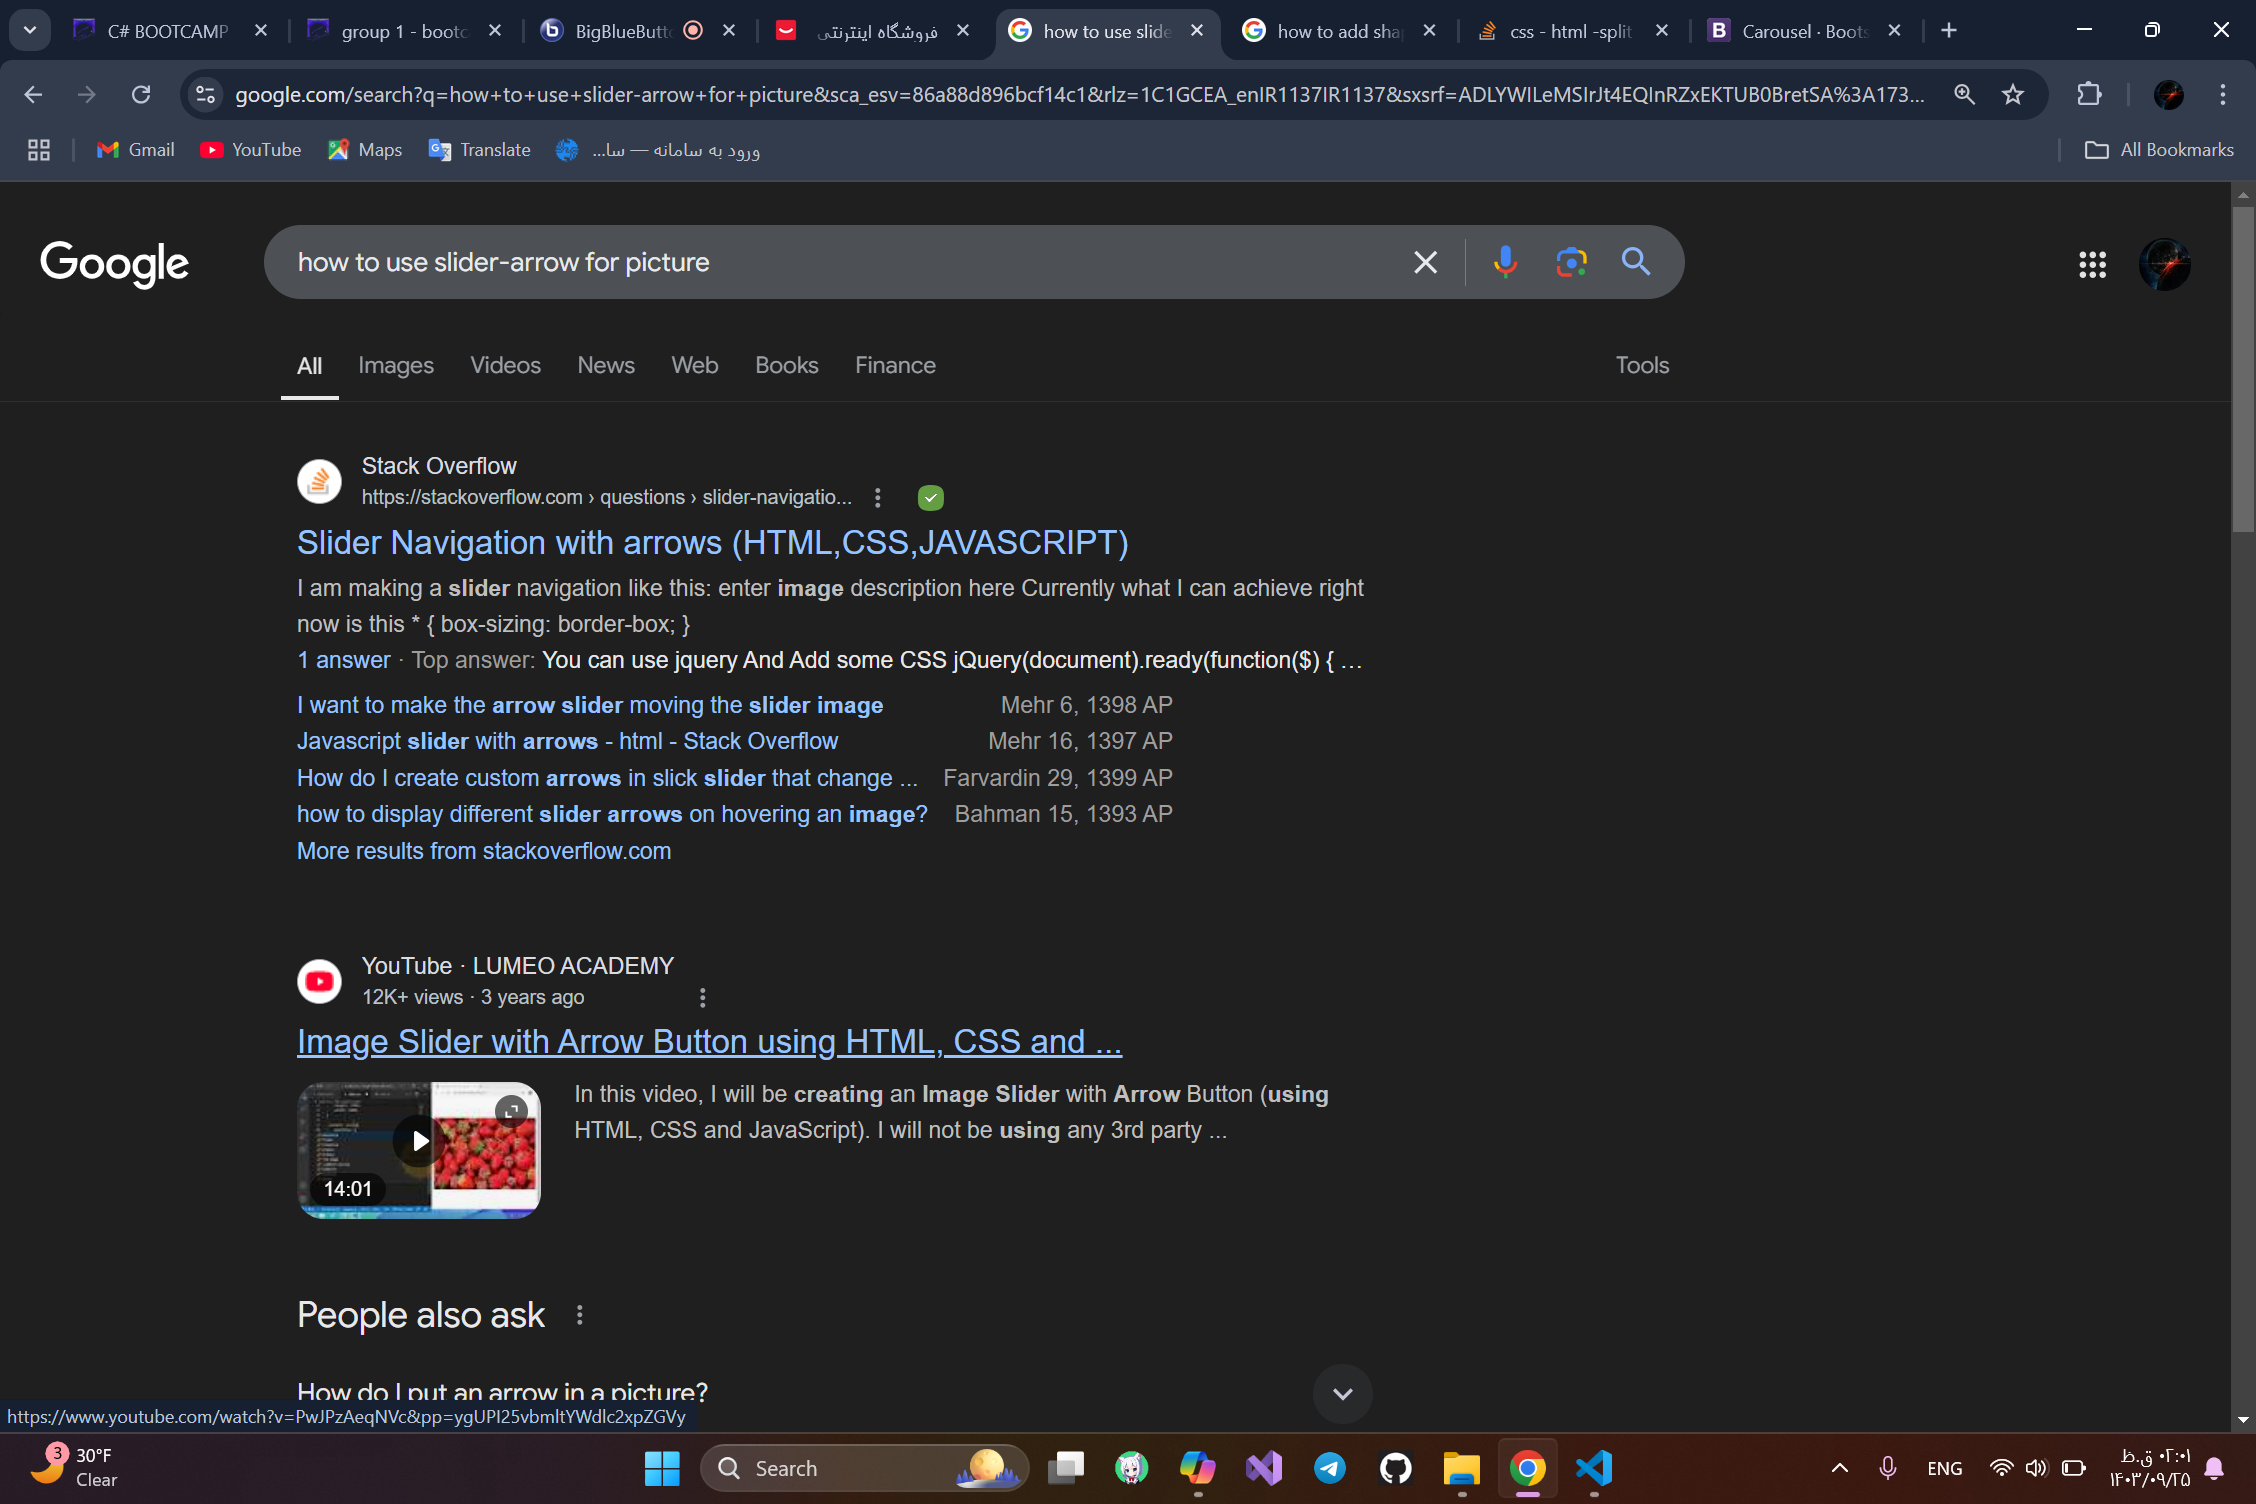 C# BOOTCAMP
group 1 - bootc
BigBlueButt
فروشگاه اینترنتی
how to use slide
how to add sha
css - html -split
Carousel · Boots
google.com/search?q=how+to+use+slider-arrow+for+picture&sca_esv=86a88d896bcf14c1&rlz=1C1GCEA_enIR1137IR1137&sxsrf=ADLYWILeMSIrJt4EQInRZxEKTUB0BretSA%3A173...
Gmail
YouTube
Maps
Translate
ورود به سامانه — سا...
All Bookmarks
Google
how to use slider-arrow for picture
All
Images
Videos
News
Web
Books
Finance
Tools
Stack Overflow
https://stackoverflow.com › questions › slider-navigatio...
Slider Navigation with arrows (HTML,CSS,JAVASCRIPT)
I am making a slider navigation like this: enter image description here Currently what I can achieve right
now is this * { box-sizing: border-box; }
1 answer · Top answer: You can use jquery And Add some CSS jQuery(document).ready(function($) { ...
I want to make the arrow slider moving the slider image Mehr 6, 1398 AP
Javascript slider with arrows - html - Stack Overflow Mehr 16, 1397 AP
How do I create custom arrows in slick slider that change ... Farvardin 29, 1399 AP
how to display different slider arrows on hovering an image? Bahman 15, 1393 AP
More results from stackoverflow.com
YouTube · LUMEO ACADEMY
12K+ views · 3 years ago
Image Slider with Arrow Button using HTML, CSS and ...
In this video, I will be creating an Image Slider with Arrow Button (using
HTML, CSS and JavaScript). I will not be using any 3rd party ...
14:01
People also ask
How do I put an arrow in a picture?
https://www.youtube.com/watch?v=PwJPzAeqNVc&pp=ygUPI25vbmltYWdlc2xpZGVy
3
30°F
Clear
Search
ENG
۰۲:۰۱ ق.ظ
۱۴۰۳/۰۹/۲۵